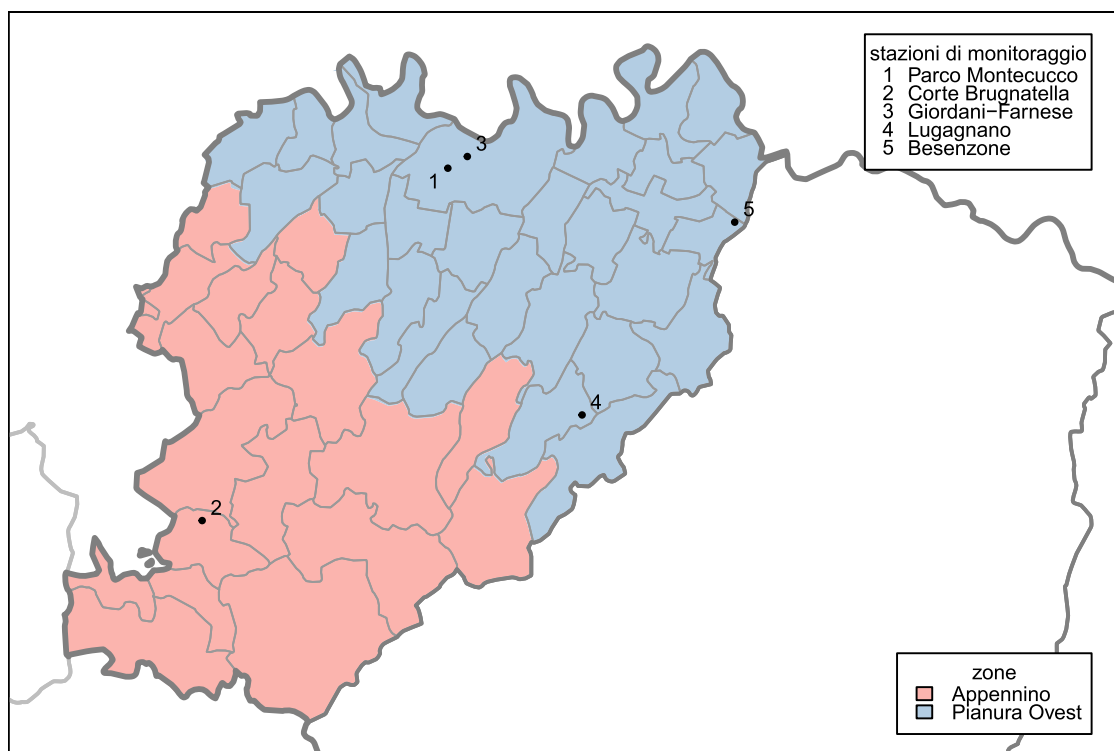 stazioni di monitoraggio
1 Parco Montecucco
2 Corte Brugnatella
3 Giordani−Farnese
4 Lugagnano
5 Besenzone
3
1
5
4
2
zone
Appennino
Pianura Ovest